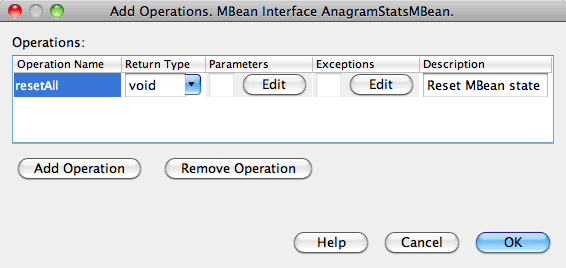 Add Operations. MBean Interface AnagramStatsMBean.
Operations:
Operation Name Return Type Parameters Exceptions Description
resetAll void Edit Edit Reset MBean state
Add Operation Remove Operation
Help Cancel OK